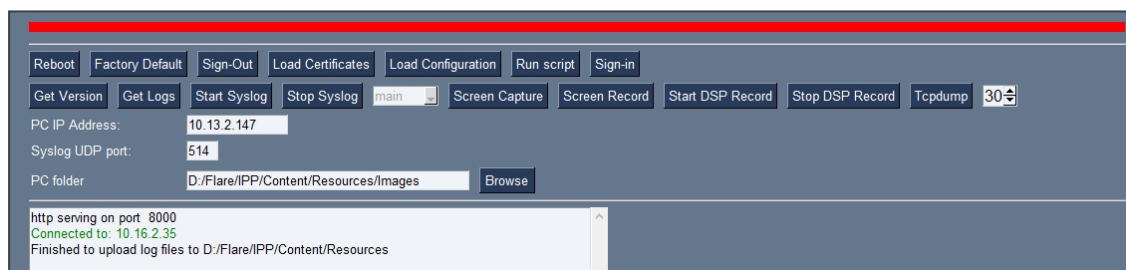 Reboot Factory Default Sign-Out Load Certificates Load Configuration Run script Sign-in
Get Version Get Logs Start Syslog Stop Syslog main Screen Capture Screen Record Start DSP Record Stop DSP Record Tcpdump 30
PC IP Address: 10.13.2.147
Syslog UDP port: 514
PC folder D:/Flare/IPP/Content/Resources/Images Browse
http serving on port 8000
Connected to: 10.16.2.35
Finished to upload log files to D:/Flare/IPP/Content/Resources